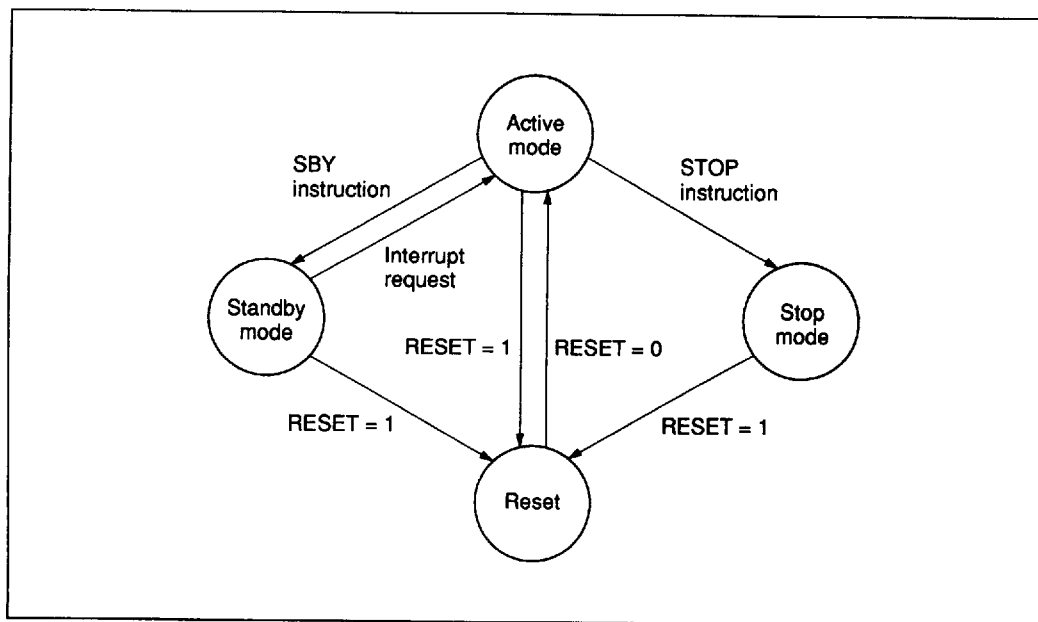 Active
mode
SBY
instruction
STOP
instruction
Interrupt
request
Standby
mode
Stop
mode
RESET = 1
RESET = 0
RESET = 1
RESET = 1
Reset